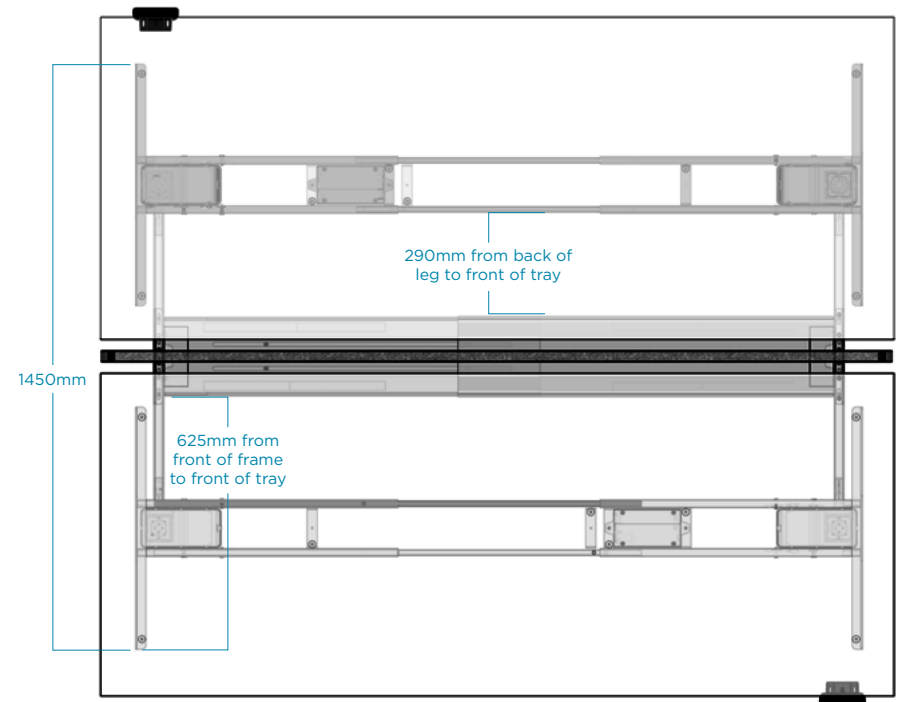 290mm from back of
leg to front of tray
1450mm
625mm from
front of frame
to front of tray